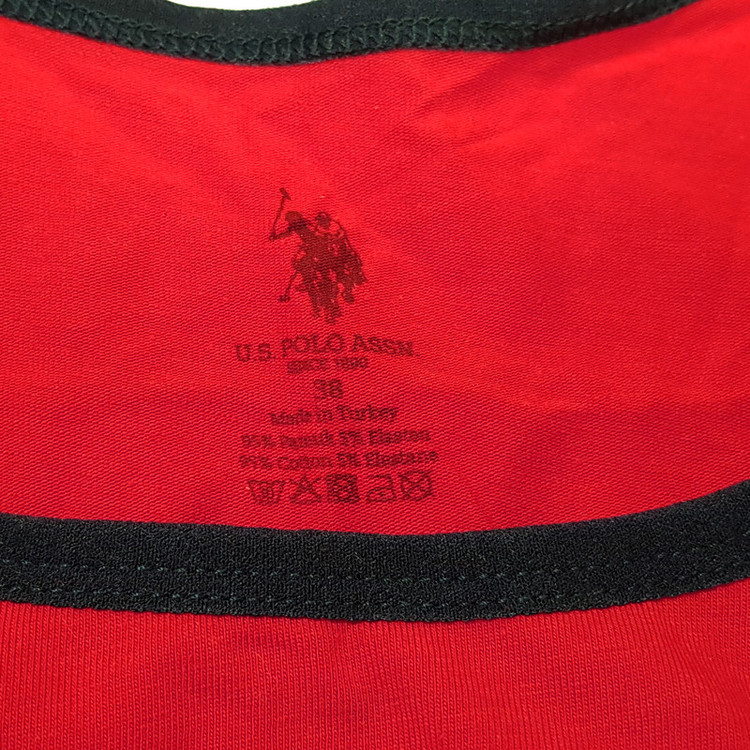 U.S. POLO ASSN.
SINCE 1890
38
Made in Turkey
95% Pamuk 5% Elastan
95% Cotton 5% Elastane